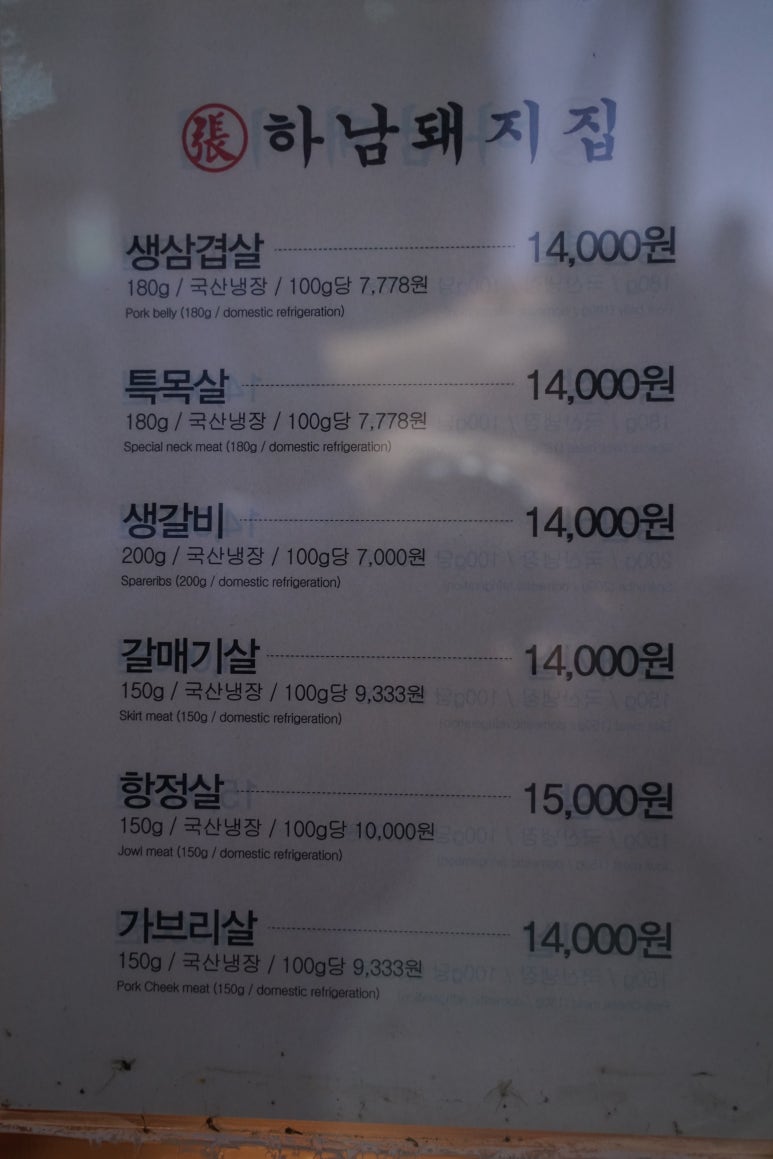 張 하남돼지집
생삼겹살 14,000원
180g / 국산냉장 / 100g당 7,778원
Pork belly (180g / domestic refrigeration)
특목살 14,000원
180g / 국산냉장 / 100g당 7,778원
Special neck meat (180g / domestic refrigeration)
생갈비 14,000원
200g / 국산냉장 / 100g당 7,000원
Spareribs (200g / domestic refrigeration)
갈매기살 14,000원
150g / 국산냉장 / 100g당 9,333원
Skirt meat (150g / domestic refrigeration)
항정살 15,000원
150g / 국산냉장 / 100g당 10,000원
Jowl meat (150g / domestic refrigeration)
가브리살 14,000원
150g / 국산냉장 / 100g당 9,333원
Pork Cheek meat (150g / domestic refrigeration)